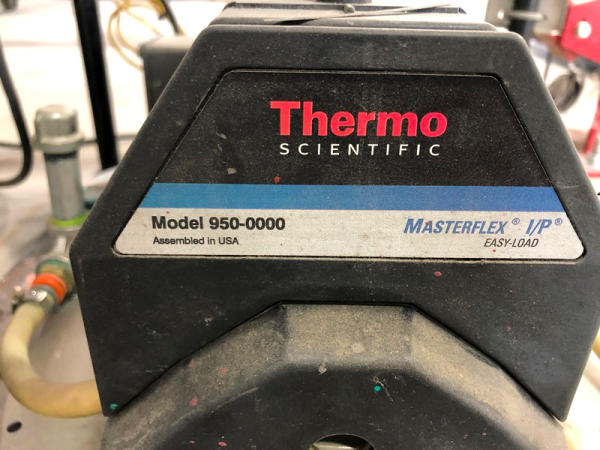 Thermo
SCIENTIFIC
Model 950-0000
Assembled in USA
MASTERFLEX® I/P®
EASY-LOAD